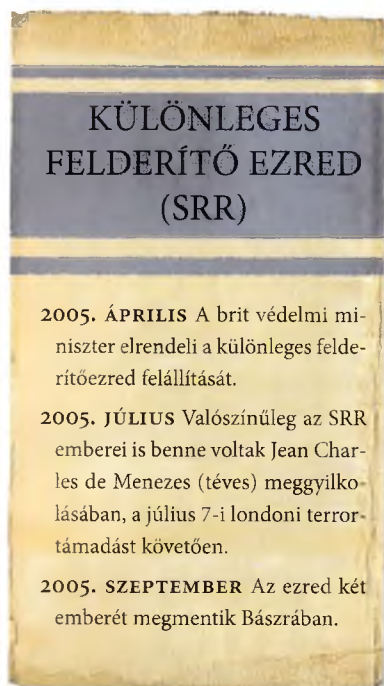 KÜLÖNLEGES
FELDERÍTŐ EZRED
(SRR)
2005. ÁPRILIS A brit védelmi mi-
niszter elrendeli a különleges felde-
rítőezred felállítását.
2005. JÚLIUS Valószínűleg az SRR
emberei is benne voltak Jean Char-
les de Menezes (téves) meggyilko-
lásában, a július 7-i londoni terror-
támadást követően.
2005. SZEPTEMBER Az ezred két
emberét megmentik Bászrában.